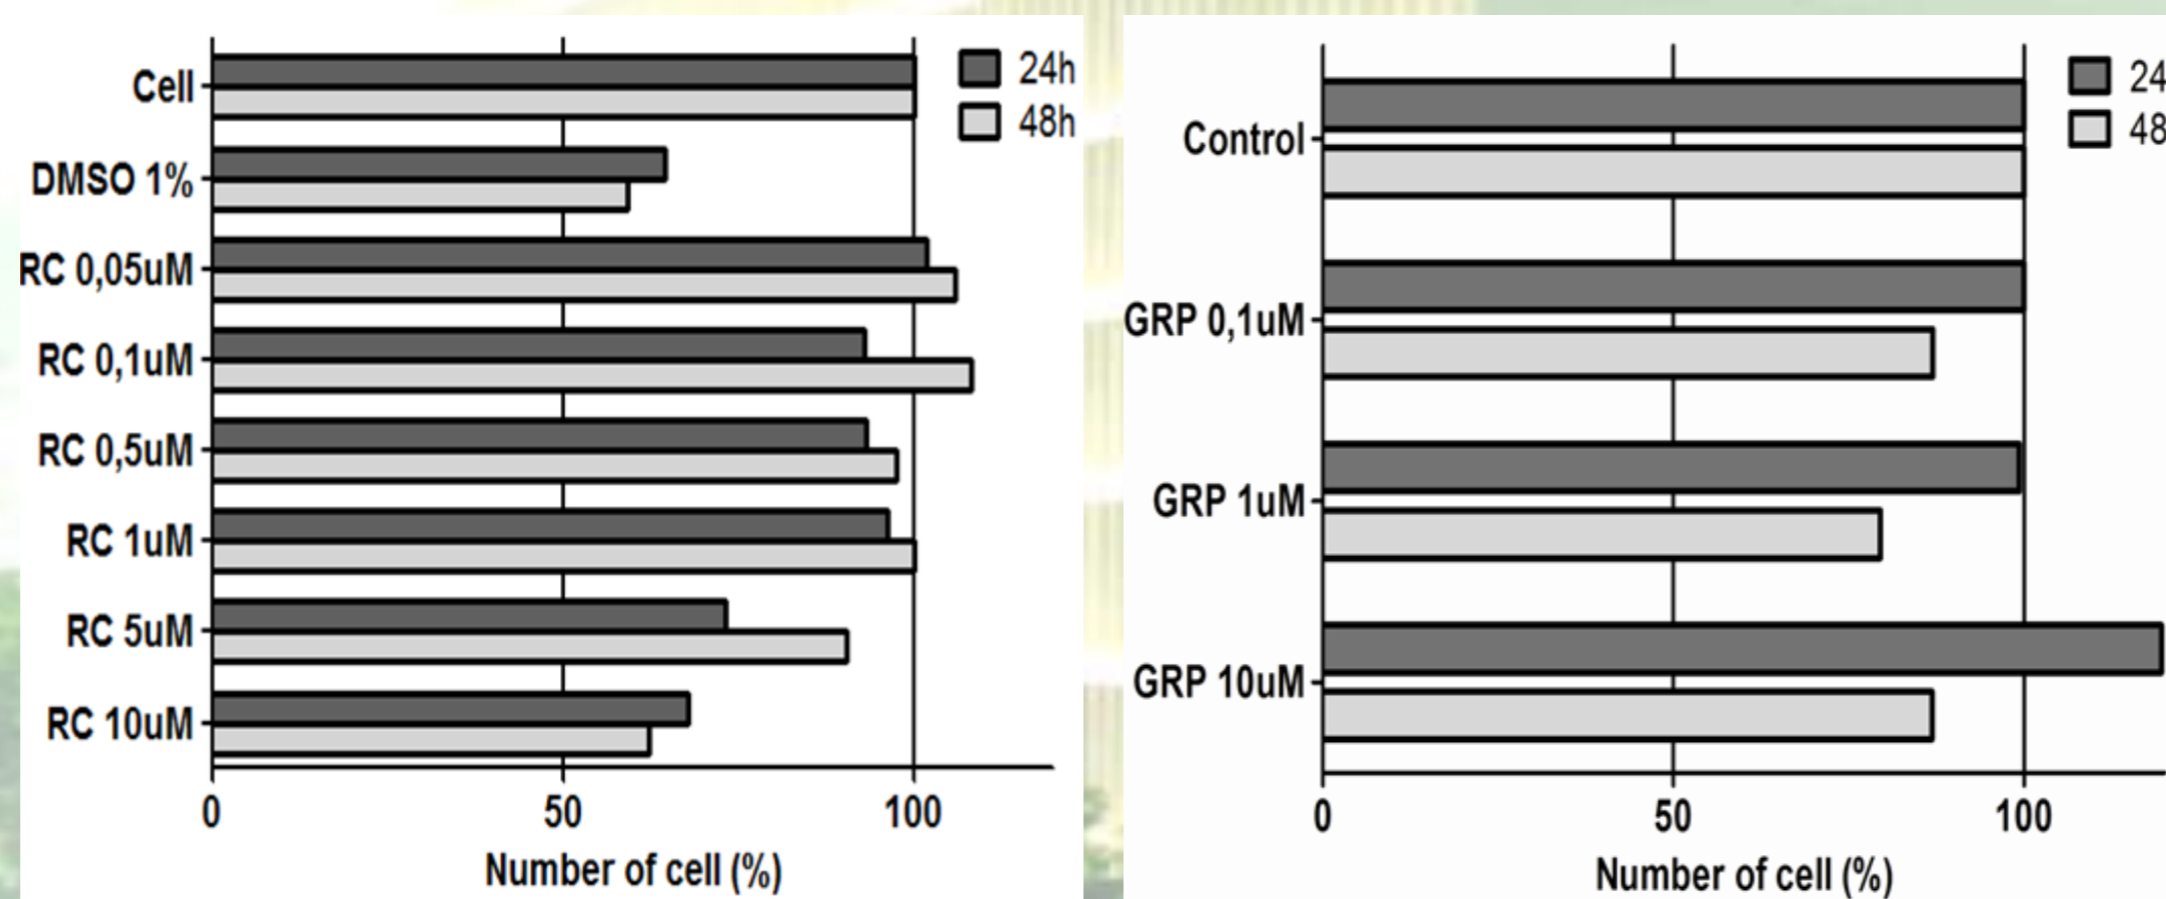 24h
48h
Cell
DMSO 1%
RC 0,05uM
RC 0,1uM
RC 0,5uM
RC 1uM
RC 5uM
RC 10uM
0 50 100
Number of cell (%)
24
48
Control
GRP 0,1uM
GRP 1uM
GRP 10uM
0 50 100
Number of cell (%)